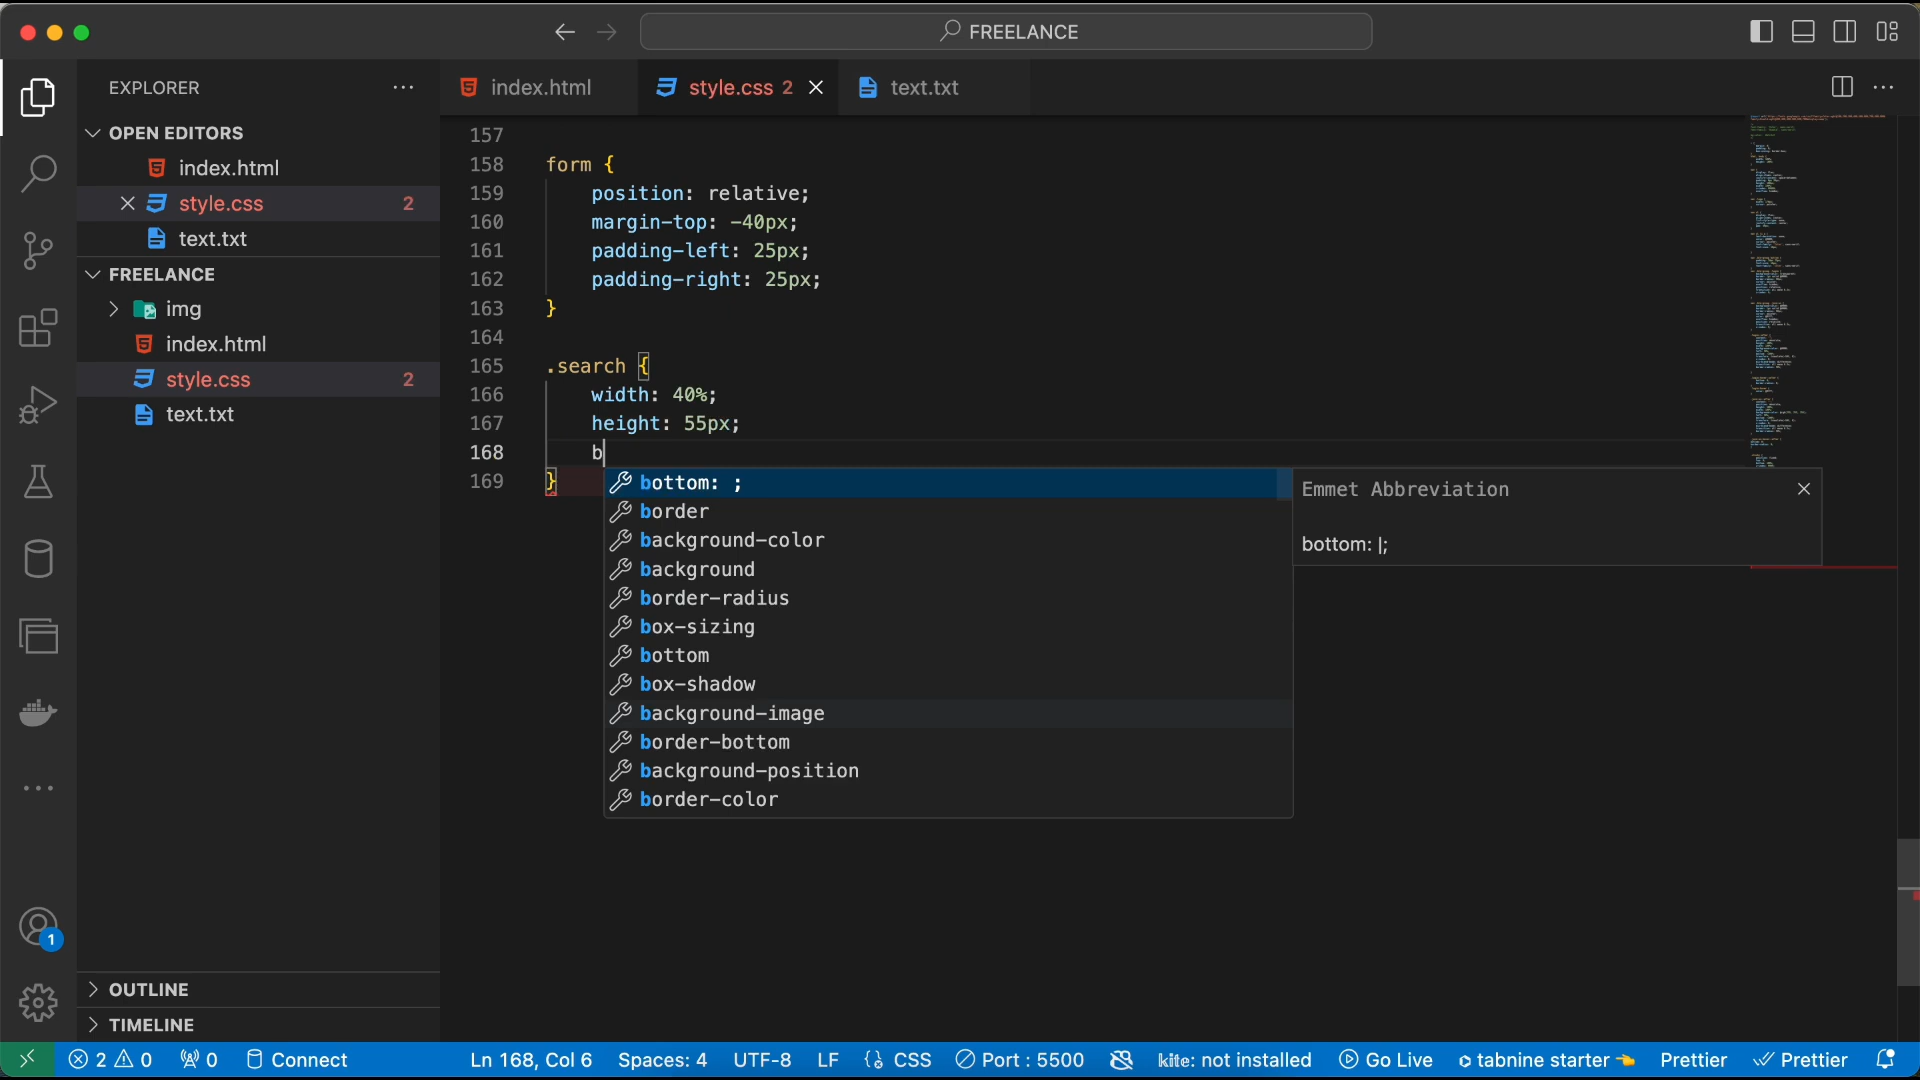 FREELANCE
EXPLORER
index.html
style.css 2
text.txt
OPEN EDITORS
index.html
style.css 2
text.txt
FREELANCE
img
index.html
style.css 2
text.txt
157
158 form {
159 position: relative;
160 margin-top: -40px;
161 padding-left: 25px;
162 padding-right: 25px;
163 }
164
165 .search {
166 width: 40%;
167 height: 55px;
168 b
169 }
bottom: ;
border
background-color
background
border-radius
box-sizing
bottom
box-shadow
background-image
border-bottom
background-position
border-color
Emmet Abbreviation
bottom: |;
1
OUTLINE
TIMELINE
2 0 0 Connect Ln 168, Col 6 Spaces: 4 UTF-8 LF {} CSS Port : 5500 kite: not installed Go Live tabnine starter Prettier Prettier